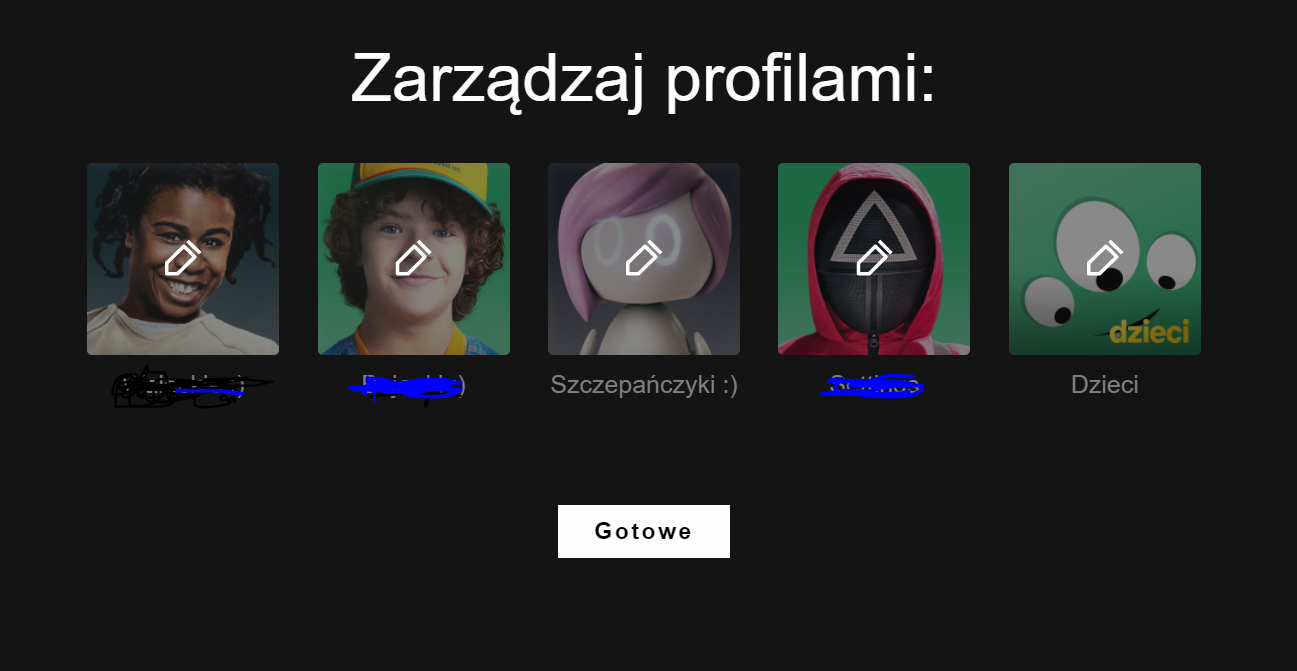 Zarządzaj profilami:
dzieci
Szczepańczyki :)
Dzieci
Gotowe